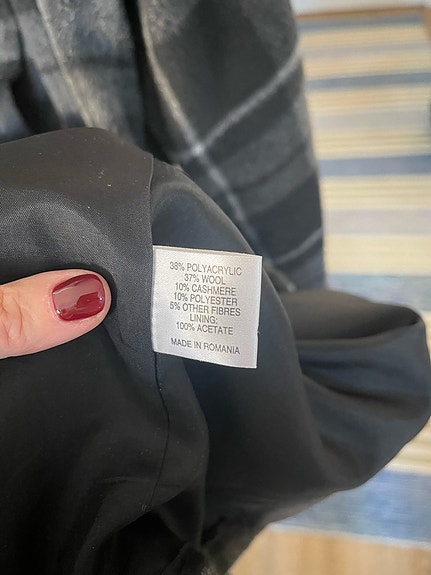 38% POLYACRYLIC
37% WOOL
10% CASHMERE
10% POLYESTER
5% OTHER FIBRES
LINING:
100% ACETATE
MADE IN ROMANIA